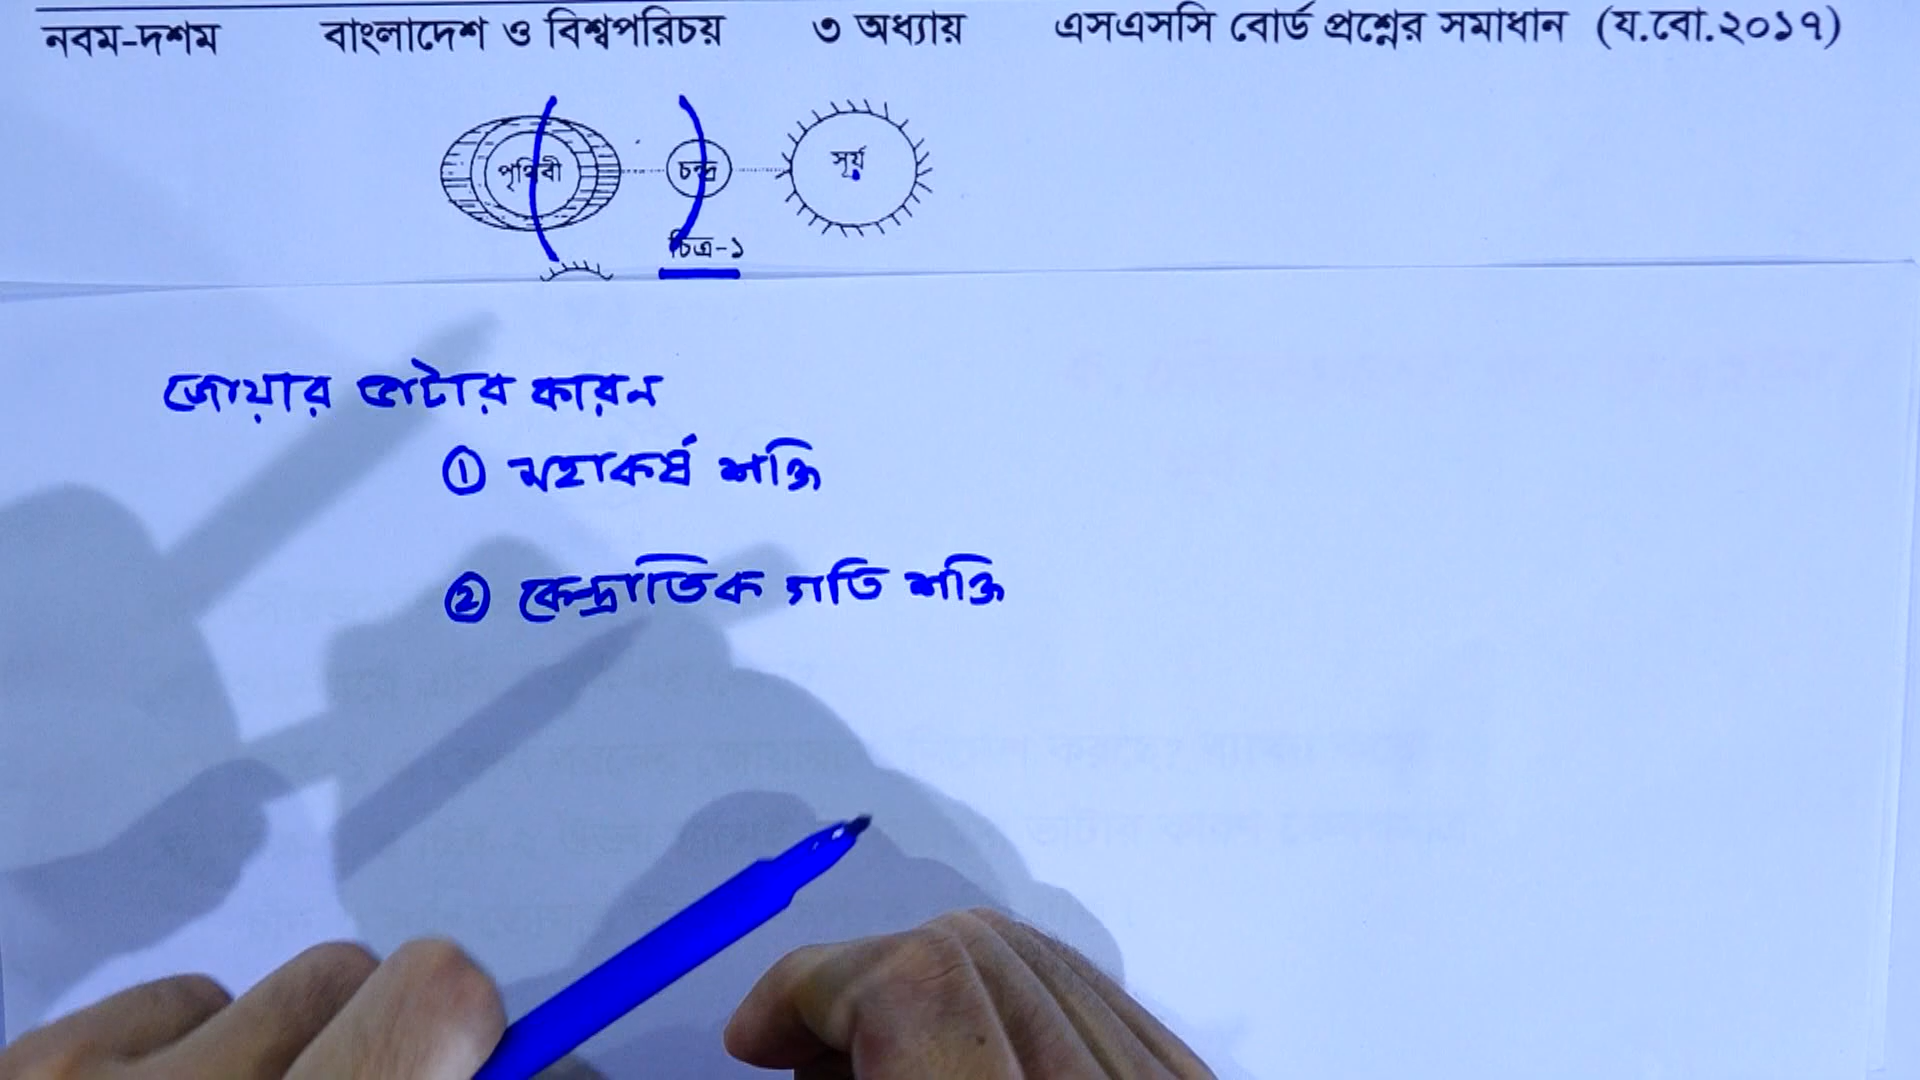 নবম-দশম বাংলাদেশ ও বিশ্বপরিচয় ৩ অধ্যায় এসএসসি বোর্ড প্রশ্নের সমাধান (য.বো.২০১৭)
পৃথিবী চন্দ্র সূর্য
চিত্র-১
জোয়ার ভাটার কারন
① মহাকর্ষ শক্তি
② কেন্দ্রাতিক গতি শক্তি